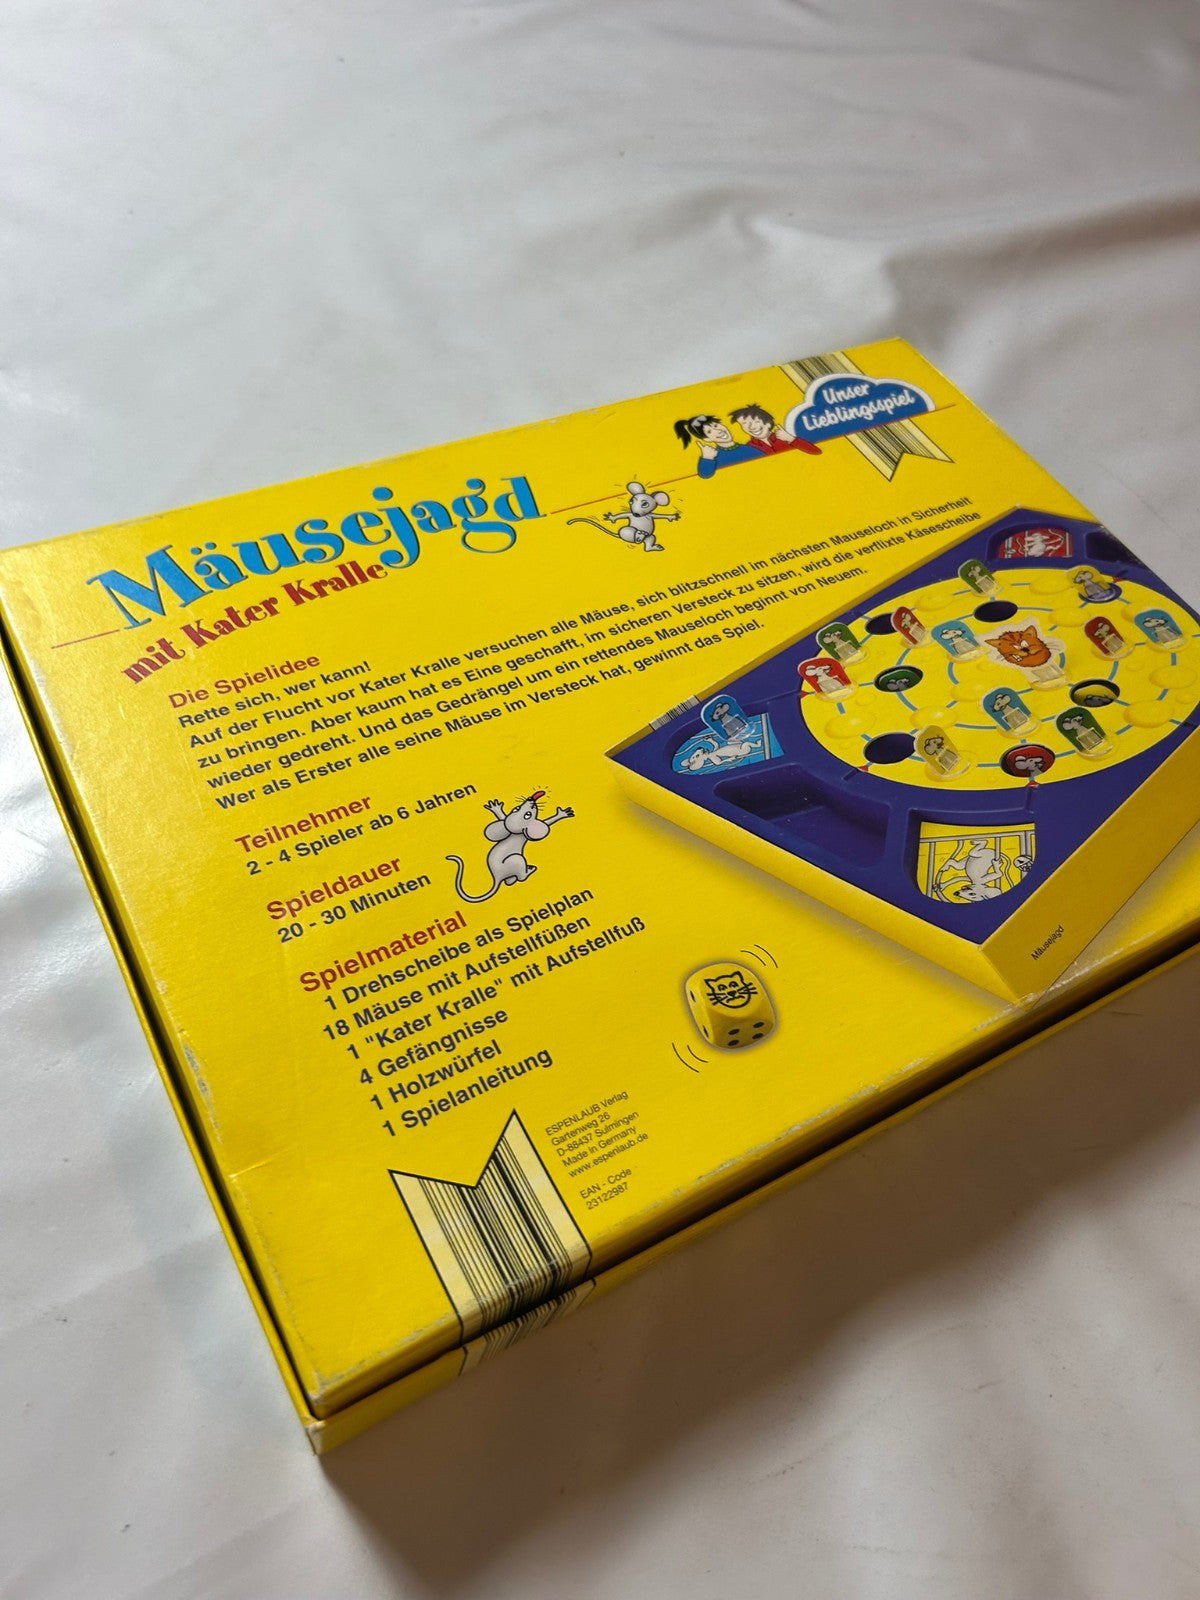 Unser
Lieblingsspiel
Mäusejagd
mit Kater Kralle
Die Spielidee
Rette sich, wer kann!
Auf der Flucht vor Kater Kralle versuchen alle Mäuse, sich blitzschnell im nächsten Mauseloch in Sicherheit
zu bringen. Aber kaum hat es Eine geschafft, im sicheren Versteck zu sitzen, wird die verflixte Käsescheibe
wieder gedreht. Und das Gedrängel um ein rettendes Mauseloch beginnt von Neuem.
Wer als Erster alle seine Mäuse im Versteck hat, gewinnt das Spiel.
Teilnehmer
2 - 4 Spieler ab 6 Jahren
Spieldauer
20 - 30 Minuten
Spielmaterial
1 Drehscheibe als Spielplan
18 Mäuse mit Aufstellfüßen
1 "Kater Kralle" mit Aufstellfuß
4 Gefängnisse
1 Holzwürfel
1 Spielanleitung
Mäusejagd
ESPENLAUB Verlag
Gartenweg 26
D-88437 Sulmingen
Made in Germany
www.espenlaub.de
EAN - Code
23122987